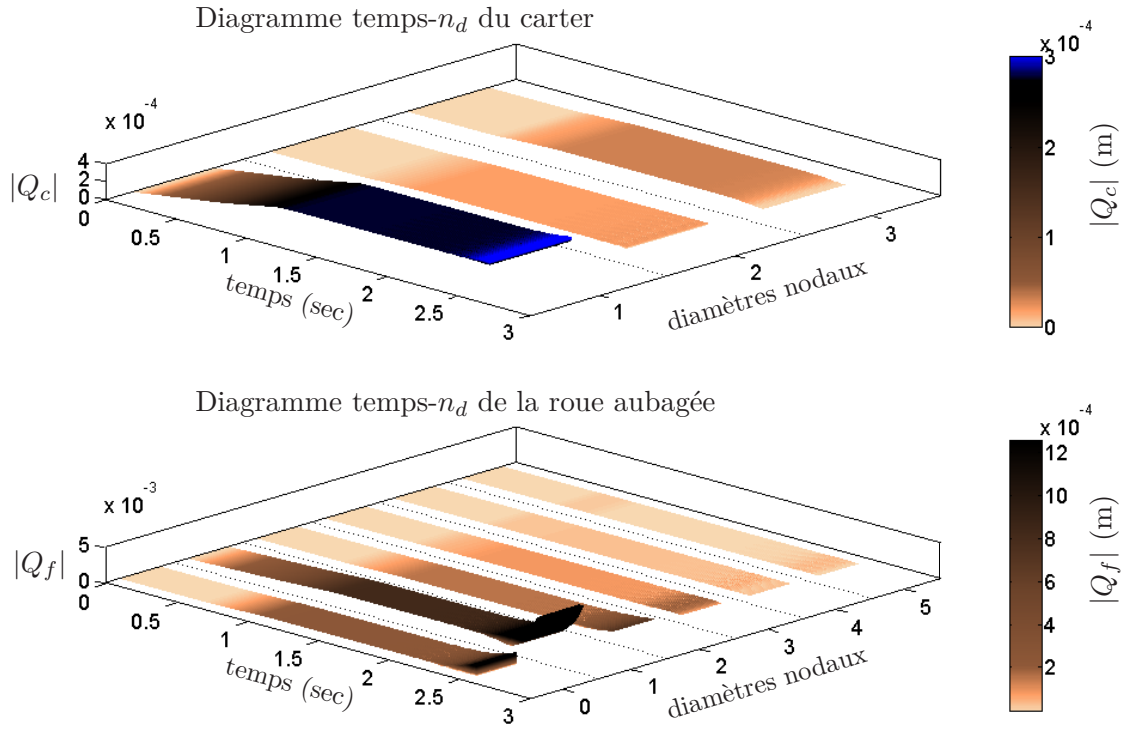 Diagramme temps-n_d du carter
x 10^-4
4
2
0
|Q_c|
0
0.5
1
1.5
2
2.5
3
temps (sec)
1
2
3
diamètres nodaux
x 10^-4
3
2
1
0
|Q_c| (m)
Diagramme temps-n_d de la roue aubagée
x 10^-3
5
0
|Q_f|
0
0.5
1
1.5
2
2.5
3
temps (sec)
0
1
2
3
4
5
diamètres nodaux
x 10^-4
12
10
8
6
4
2
|Q_f| (m)